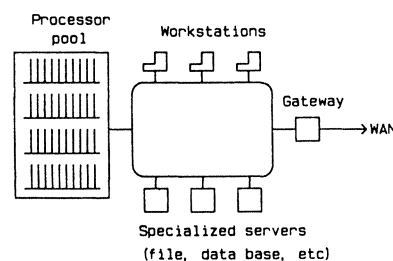 Processor
pool
Workstations
Gateway
WAN
Specialized servers
(file, data base, etc)